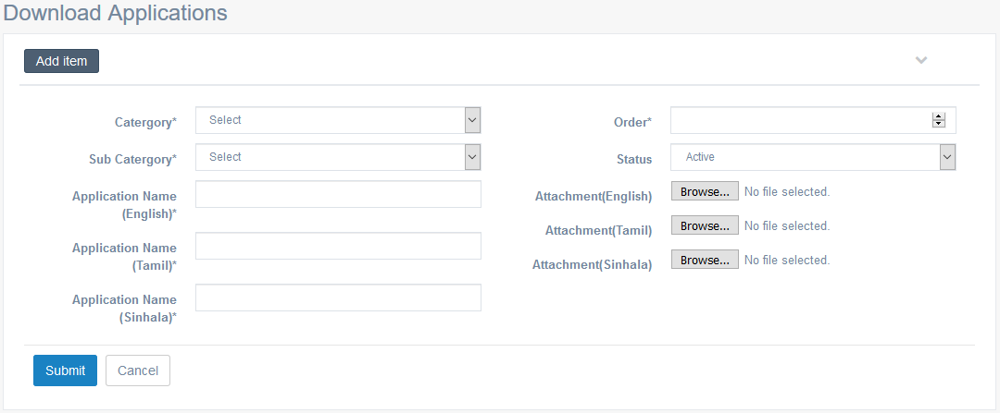 Download Applications
Add item
Catergory*
Select
Sub Catergory*
Select
Application Name
(English)*
Application Name
(Tamil)*
Application Name
(Sinhala)*
Order*
Status
Active
Attachment(English)
Browse... No file selected.
Attachment(Tamil)
Browse... No file selected.
Attachment(Sinhala)
Browse... No file selected.
Submit
Cancel